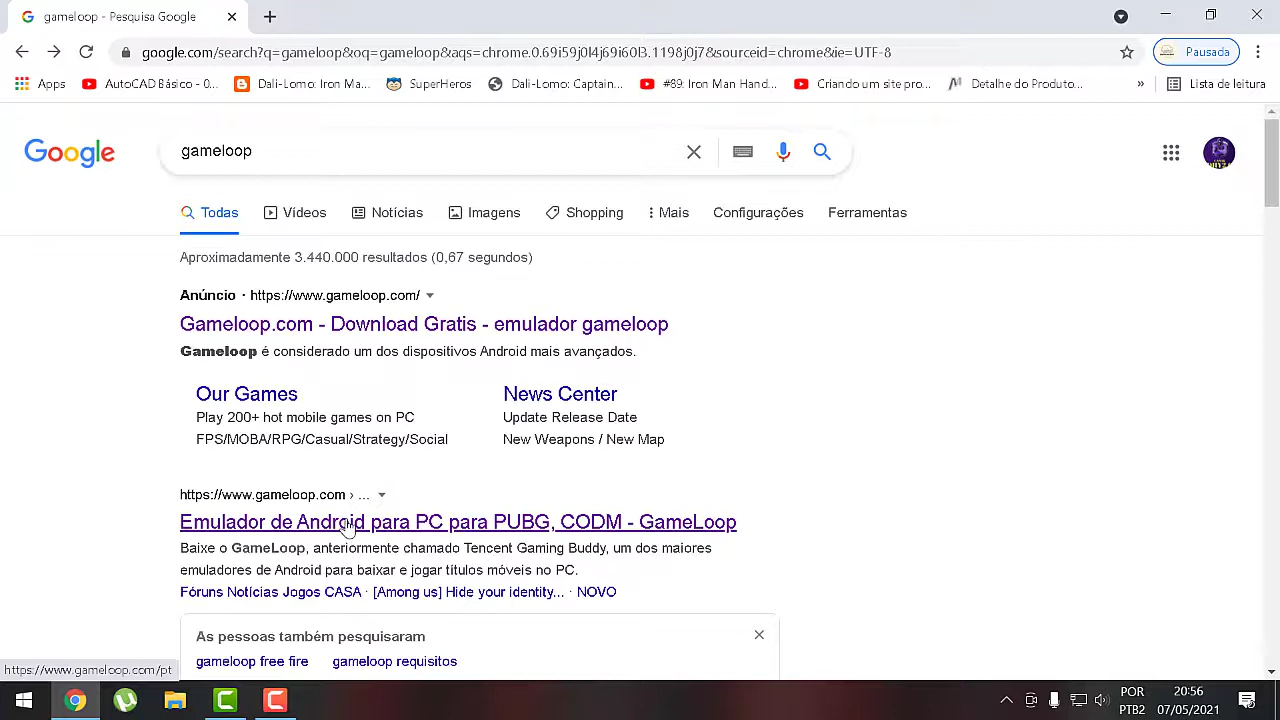 gameloop - Pesquisa Google
google.com/search?q=gameloop&oq=gameloop&aqs=chrome.0.69i59j0l4j69i60l3.1198j0j7&sourceid=chrome&ie=UTF-8
Pausada
Apps
AutoCAD Básico - 0...
Dali-Lomo: Iron Ma...
SuperHero
Dali-Lomo: Captain...
#89: Iron Man Hand...
Criando um site pro...
Detalhe do Produto...
»
Lista de leitura
Google
gameloop
Todas
Vídeos
Notícias
Imagens
Shopping
Mais
Configurações
Ferramentas
Aproximadamente 3.440.000 resultados (0,67 segundos)
Anúncio · https://www.gameloop.com/
Gameloop.com - Download Gratis - emulador gameloop
Gameloop é considerado um dos dispositivos Android mais avançados.
Our Games
News Center
Play 200+ hot mobile games on PC
Update Release Date
FPS/MOBA/RPG/Casual/Strategy/Social
New Weapons / New Map
https://www.gameloop.com › ...
Emulador de Android para PC para PUBG, CODM - GameLoop
Baixe o GameLoop, anteriormente chamado Tencent Gaming Buddy, um dos maiores
emuladores de Android para baixar e jogar títulos móveis no PC.
Fóruns Notícias Jogos CASA · [Among us] Hide your identity... · NOVO
As pessoas também pesquisaram
gameloop free fire
gameloop requisitos
https://www.gameloop.com/pt
POR
PTB2
20:56
07/05/2021